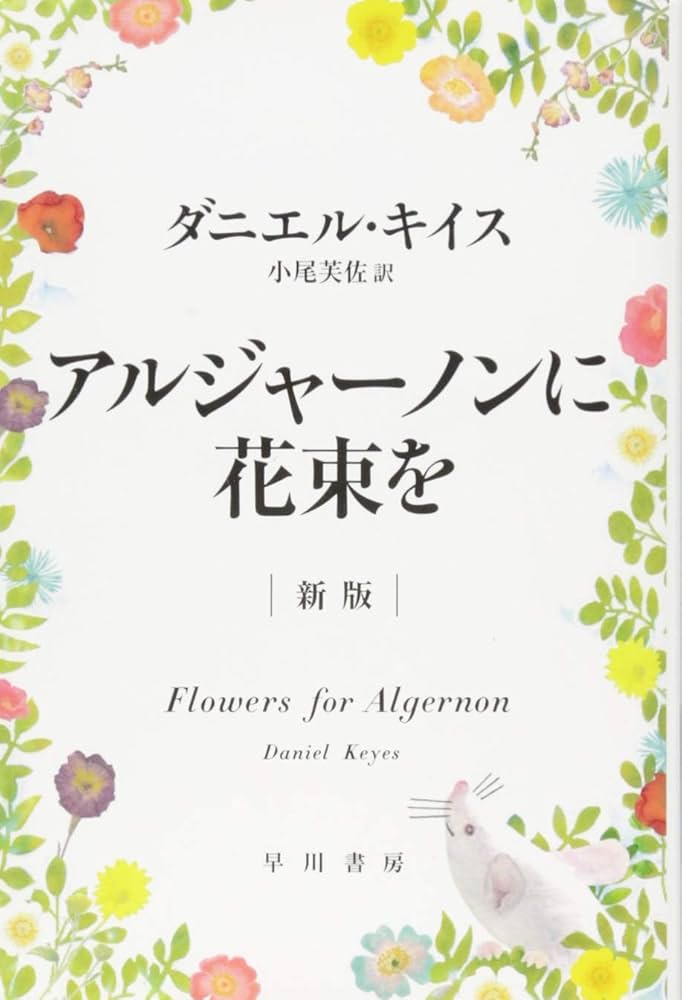 ダニエル・キイス
小尾芙佐 訳
アルジャーノンに
花束を
新版
Flowers for Algernon
Daniel Keyes
早川書房